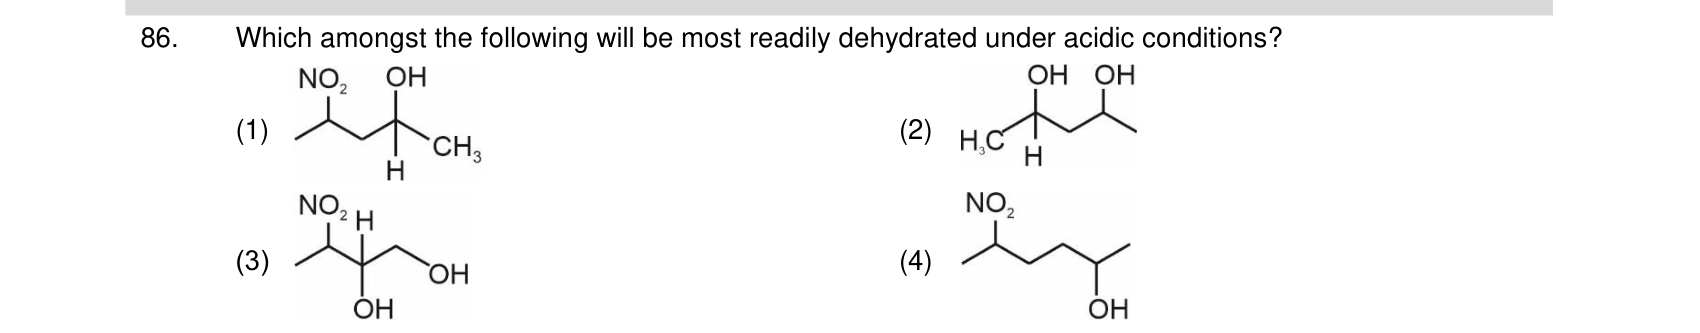 86. Which amongst the following will be most readily dehydrated under acidic conditions?
NO2 OH
(1) CH3
H
OH OH
(2) H3C
H
NO2 H
(3) OH
OH
NO2
(4)
OH